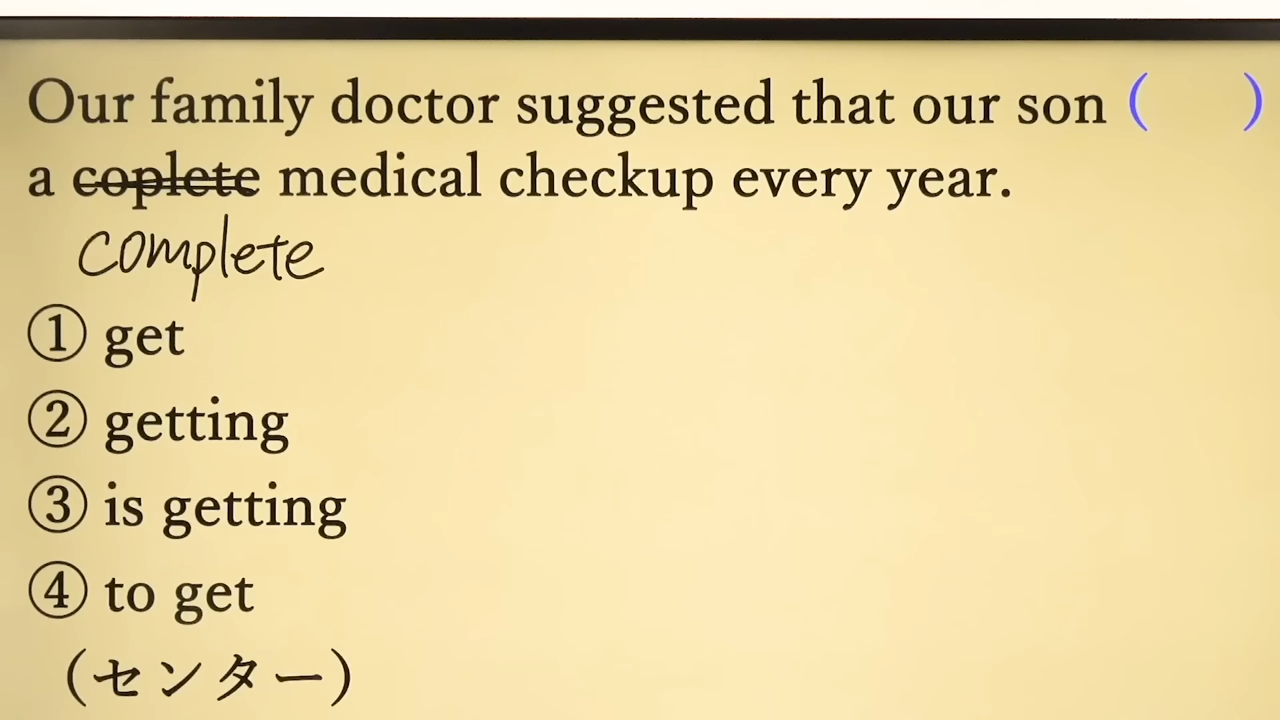 Our family doctor suggested that our son (　　)
a coplete medical checkup every year.
complete
① get
② getting
③ is getting
④ to get
(センター)